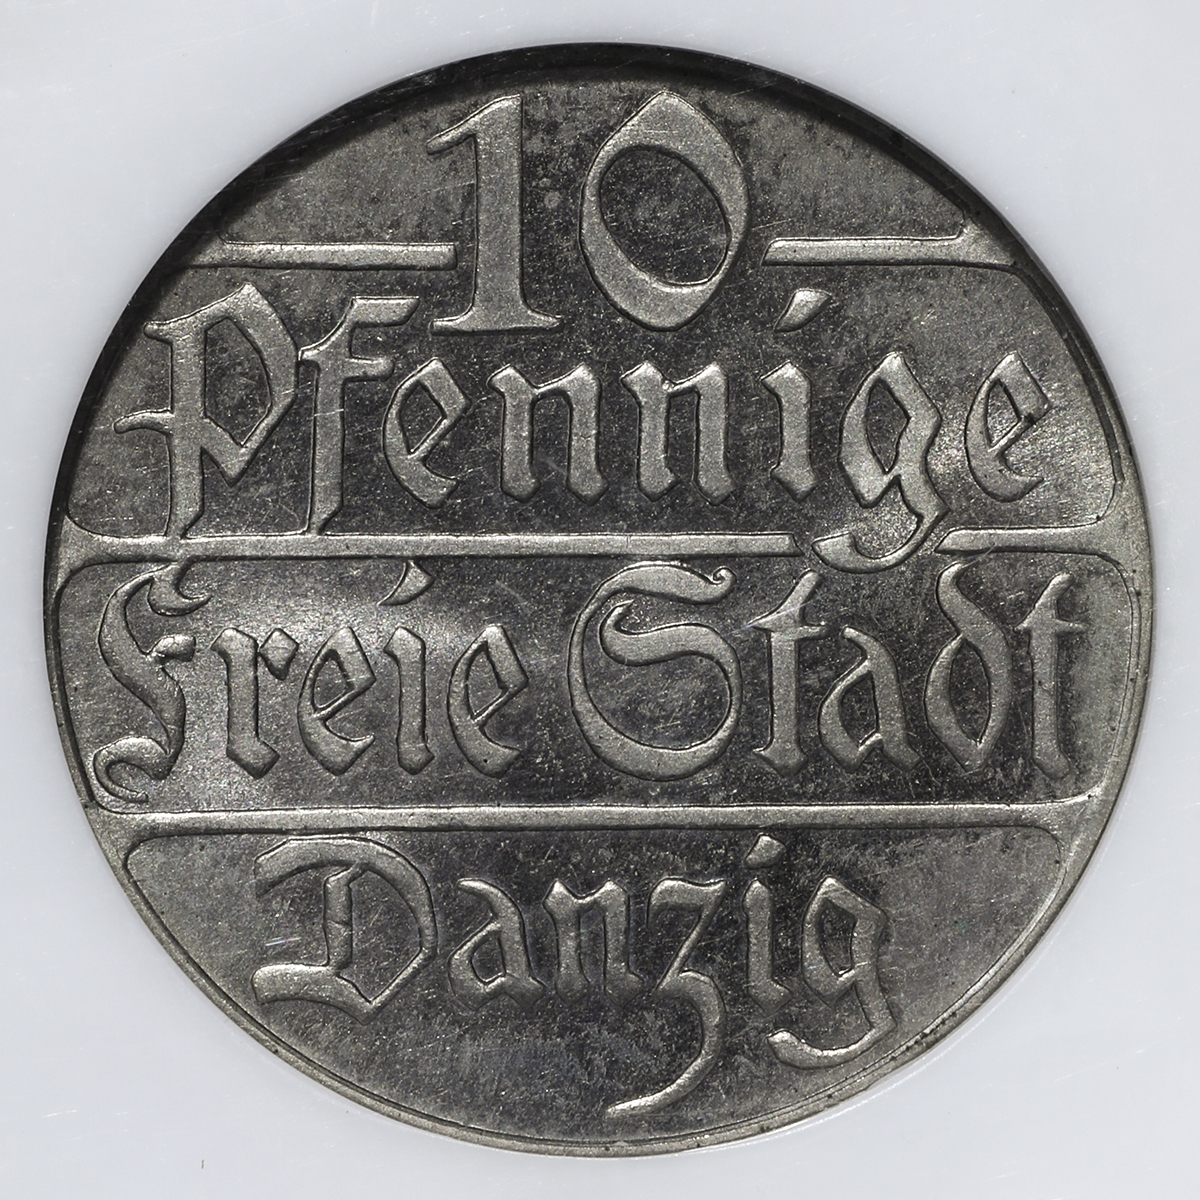 10
Pfennige
Freie Stadt
Danzig